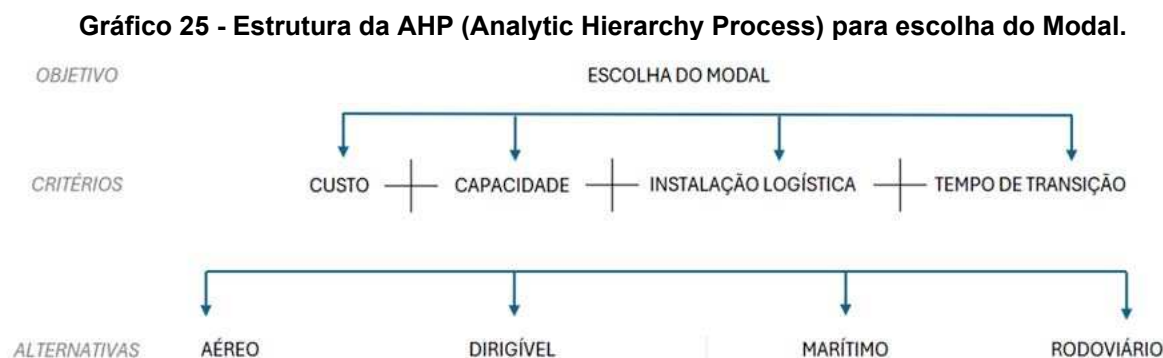 Gráfico 25 - Estrutura da AHP (Analytic Hierarchy Process) para escolha do Modal.
OBJETIVO ESCOLHA DO MODAL
CRITÉRIOS CUSTO CAPACIDADE INSTALAÇÃO LOGÍSTICA TEMPO DE TRANSIÇÃO
ALTERNATIVAS AÉREO DIRIGÍVEL MARÍTIMO RODOVIÁRIO